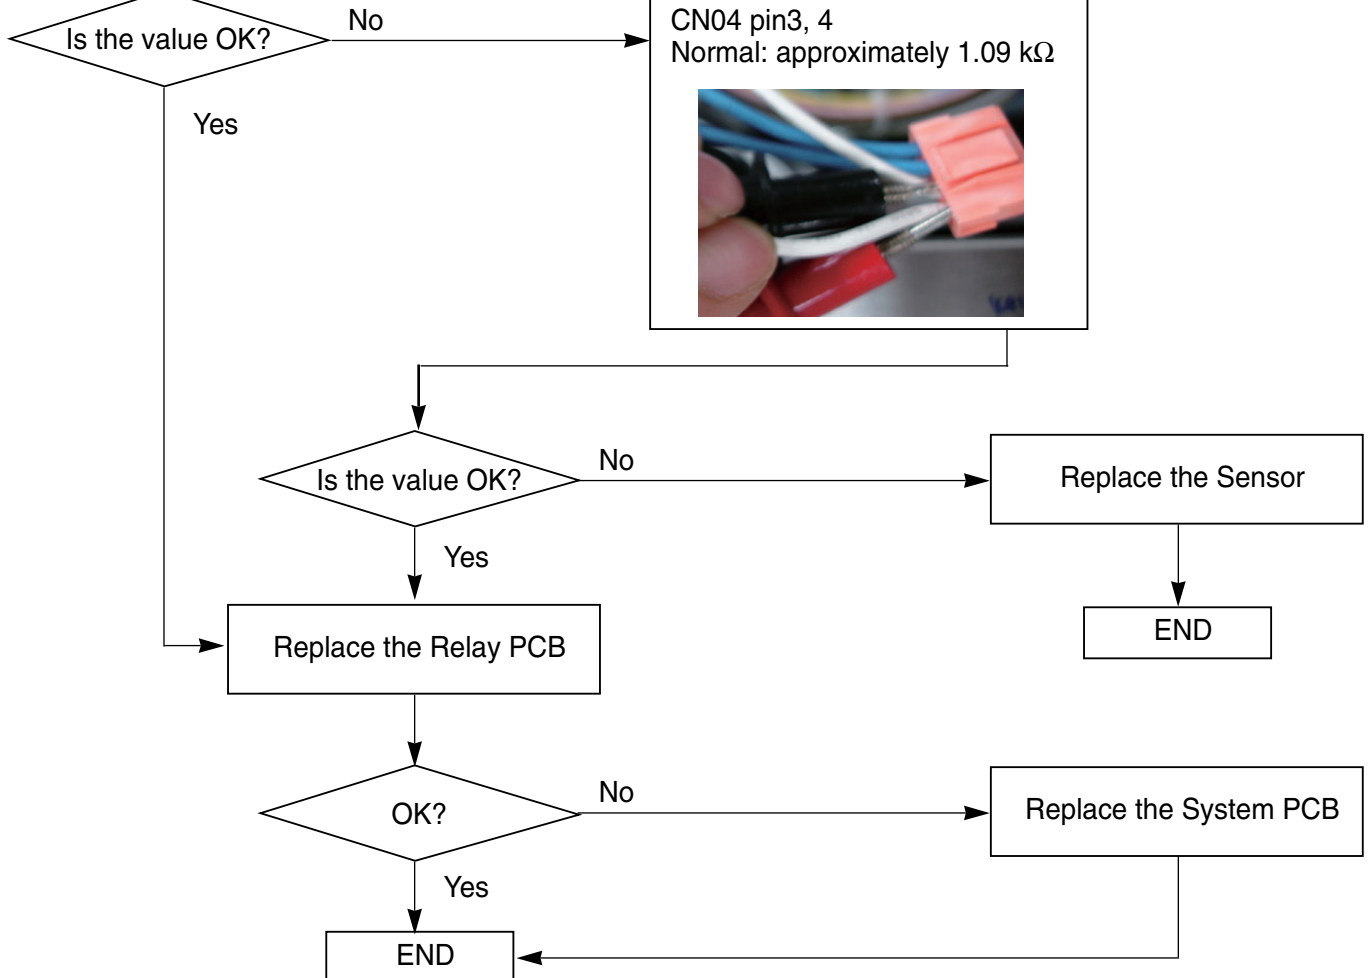 Is the value OK?
No
CN04 pin3, 4
Normal: approximately 1.09 kΩ
Yes
Is the value OK?
No
Replace the Sensor
Yes
END
Replace the Relay PCB
OK?
No
Replace the System PCB
Yes
END